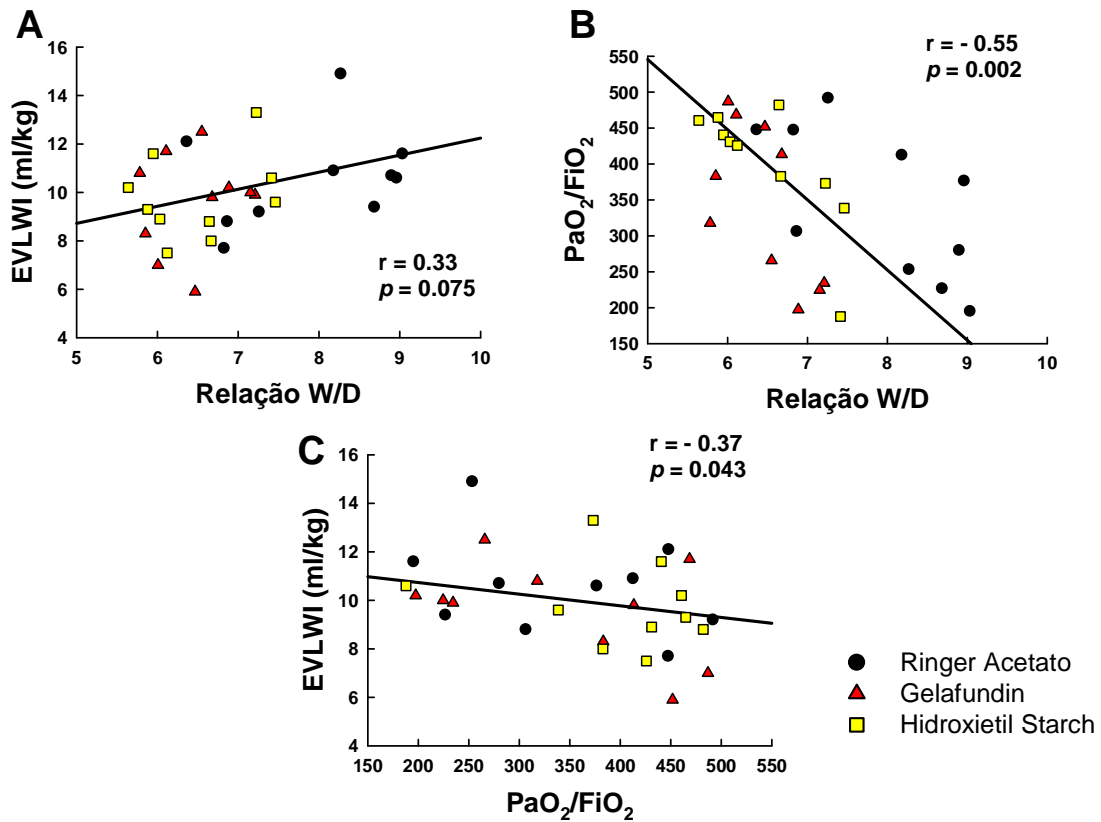 A
16
14
12
10
8
6
4
EVLWI (ml/kg)
r = 0.33
p = 0.075
5 6 7 8 9 10
Relação W/D
B
r = - 0.55
p = 0.002
550
500
450
400
350
300
250
200
150
PaO₂/FiO₂
5 6 7 8 9 10
Relação W/D
C
r = - 0.37
p = 0.043
16
14
12
10
8
6
4
EVLWI (ml/kg)
150 200 250 300 350 400 450 500 550
PaO₂/FiO₂
Ringer Acetato
Gelafundin
Hidroxietil Starch